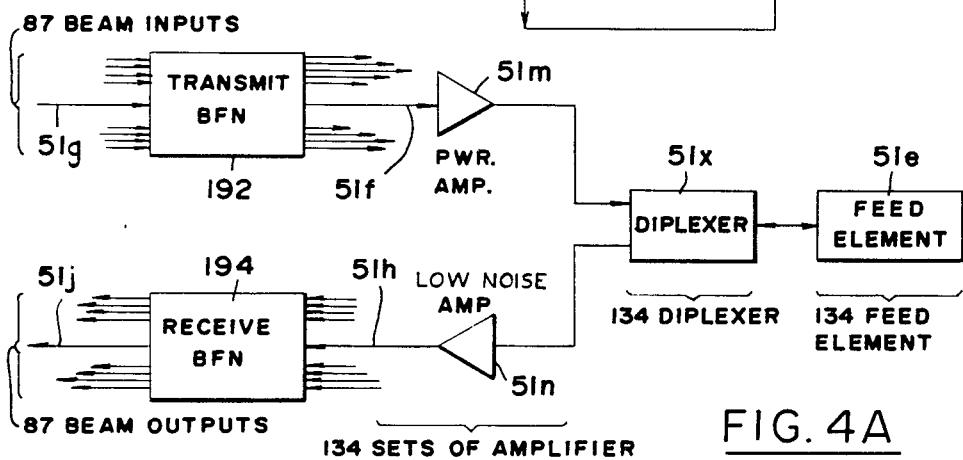 87 BEAM INPUTS
TRANSMIT
BFN
51g
192
51f
51m
PWR.
AMP.
51x
DIPLEXER
51e
FEED
ELEMENT
134 DIPLEXER
134 FEED
ELEMENT
51j
194
RECEIVE
BFN
51h
LOW NOISE
AMP
51n
87 BEAM OUTPUTS
134 SETS OF AMPLIFIER
FIG. 4A